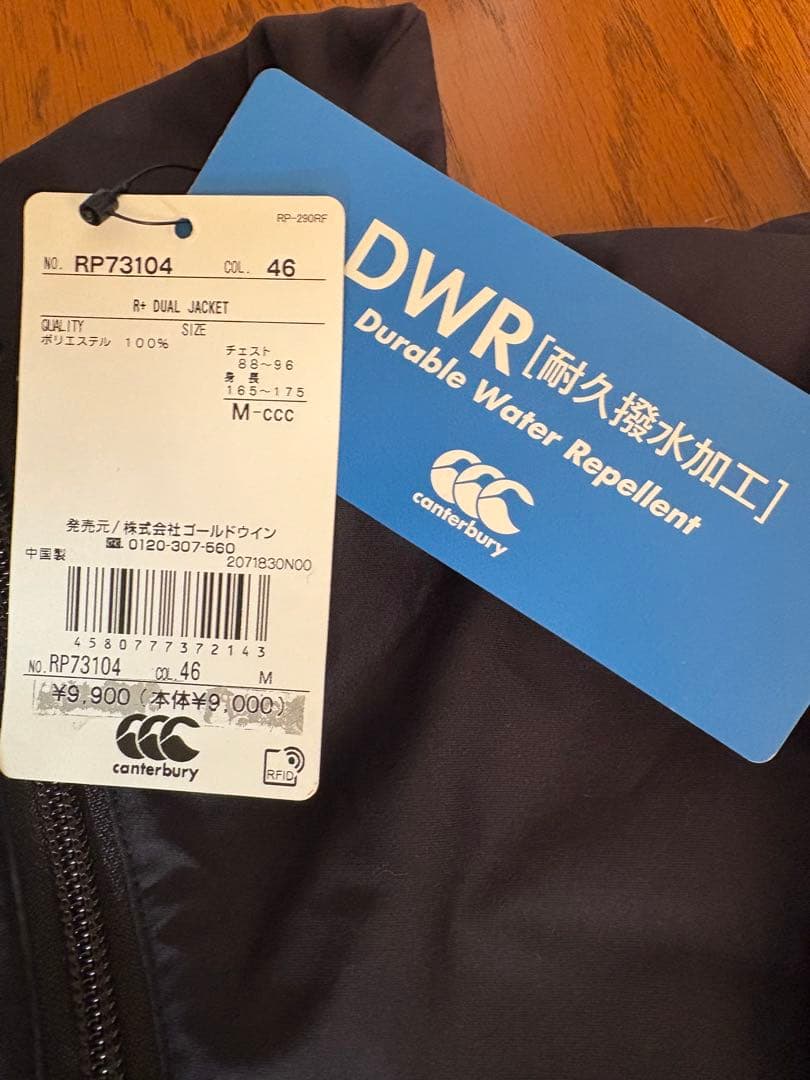 RP-290RF
NO. RP73104 COL. 46
R+ DUAL JACKET
QUALITY SIZE
ポリエステル 100%
チェスト
88～96
身長
165～175
M-ccc
発売元/株式会社ゴールドウイン
0120-307-560
中国製 2071830N00
4580777372143
NO. RP73104 COL. 46 M
¥9,900 (本体¥9,000)
canterbury
RFID
DWR[耐久撥水加工]
Durable Water Repellent
canterbury